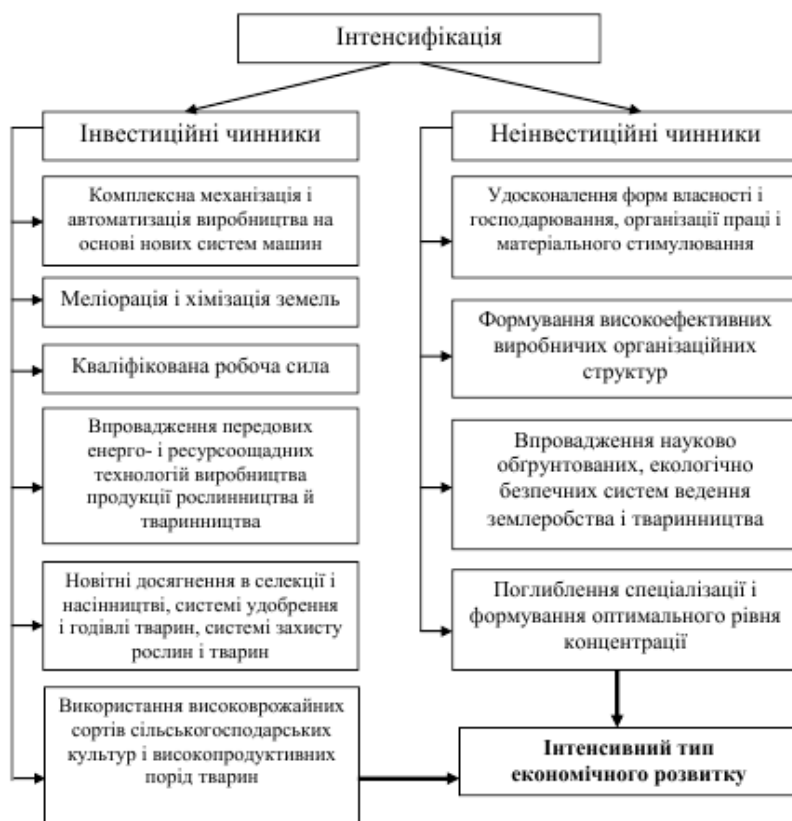 Інтенсифікація
Інвестиційні чинники
Комплексна механізація і
автоматизація виробництва на
основі нових систем машин
Меліорація і хімізація земель
Кваліфікована робоча сила
Впровадження передових
енерго- і ресурсоощадних
технологій виробництва
продукції рослинництва й
тваринництва
Новітні досягнення в селекції і
насінництві, системі удобрення
і годівлі тварин, системі захисту
рослин і тварин
Використання високоврожайних
сортів сільськогосподарських
культур і високопродуктивних
порід тварин
Неінвестиційні чинники
Удосконалення форм власності і
господарювання, організації праці і
матеріального стимулювання
Формування високоефективних
виробничих організаційних
структур
Впровадження науково
обґрунтованих, екологічно
безпечних систем ведення
землеробства і тваринництва
Поглиблення спеціалізації і
формування оптимального рівня
концентрації
Інтенсивний тип
економічного розвитку